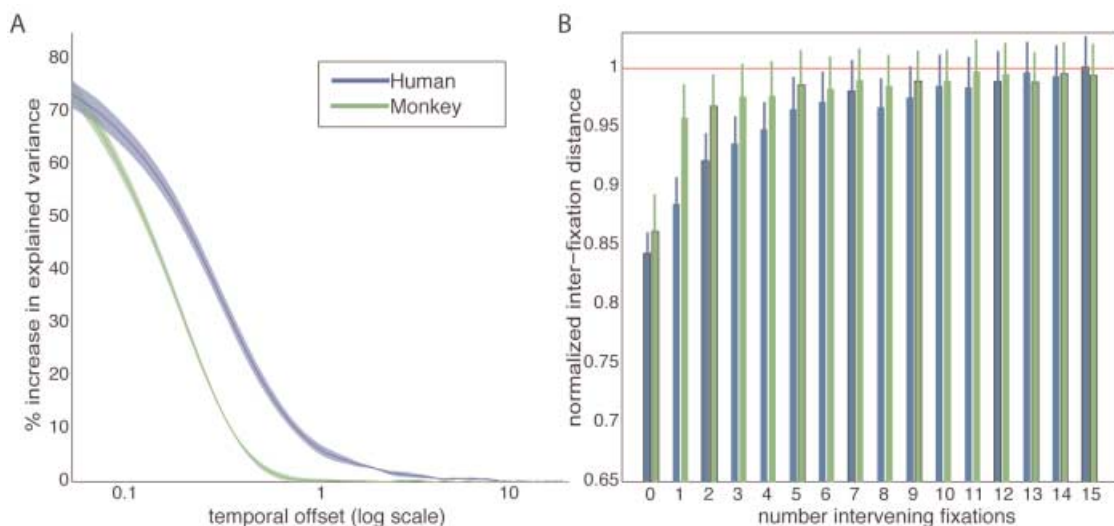 A
% increase in explained variance
80
70
60
50
40
30
20
10
0
0.1
1
10
temporal offset (log scale)
Human
Monkey
B
normalized inter-fixation distance
1
0.95
0.9
0.85
0.8
0.75
0.7
0.65
0 1 2 3 4 5 6 7 8 9 10 11 12 13 14 15
number intervening fixations